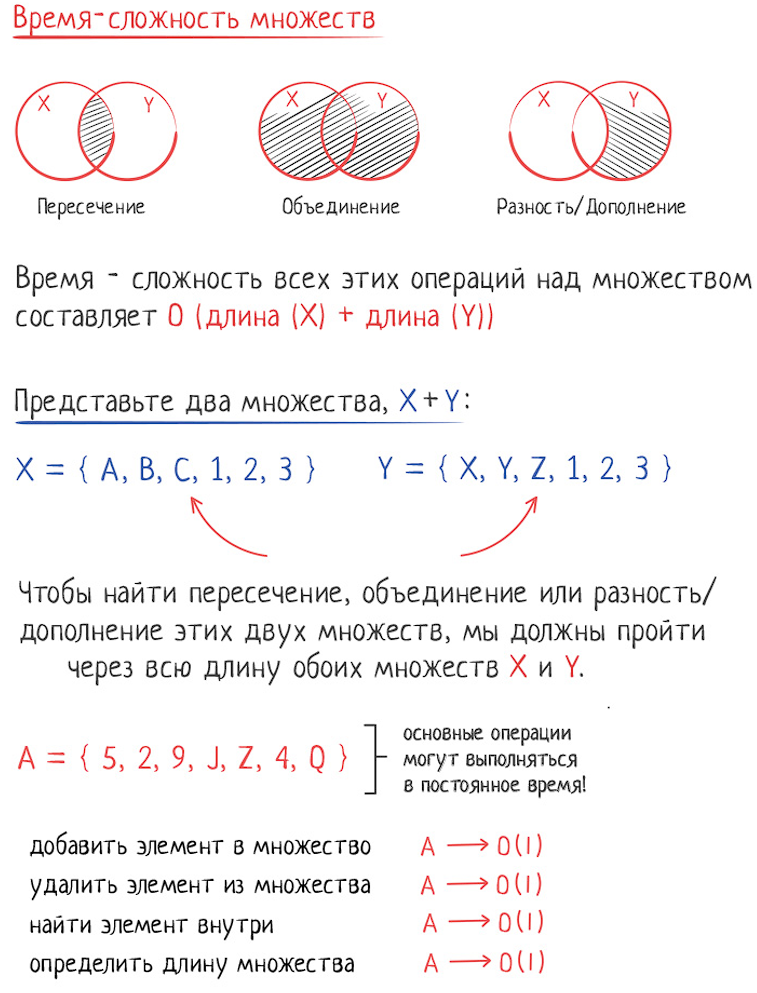 Время-сложность множеств
X Y X Y X Y
Пересечение Объединение Разность/Дополнение
Время - сложность всех этих операций над множеством
составляет O (длина (X) + длина (Y))
Представьте два множества, X+Y:
X = { A, B, C, 1, 2, 3 } Y = { X, Y, Z, 1, 2, 3 }
Чтобы найти пересечение, объединение или разность/
дополнение этих двух множеств, мы должны пройти
через всю длину обоих множеств X и Y.
A = { 5, 2, 9, J, Z, 4, Q }
основные операции
могут выполняться
в постоянное время!
добавить элемент в множество A → O(1)
удалить элемент из множества A → O(1)
найти элемент внутри A → O(1)
определить длину множества A → O(1)